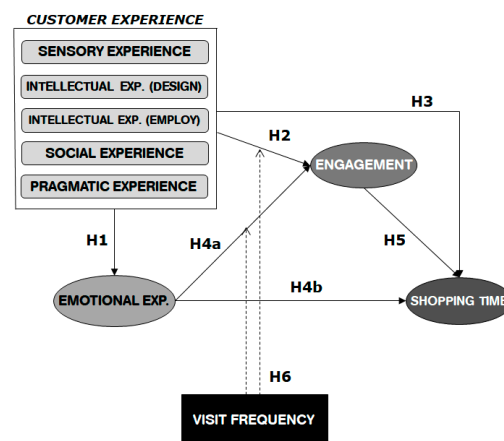 CUSTOMER EXPERIENCE
SENSORY EXPERIENCE
INTELLECTUAL EXP. (DESIGN)
INTELLECTUAL EXP. (EMPLOY)
SOCIAL EXPERIENCE
PRAGMATIC EXPERIENCE
H3
H2
ENGAGEMENT
H1
H4a
H5
EMOTIONAL EXP.
H4b
SHOPPING TIME
H6
VISIT FREQUENCY